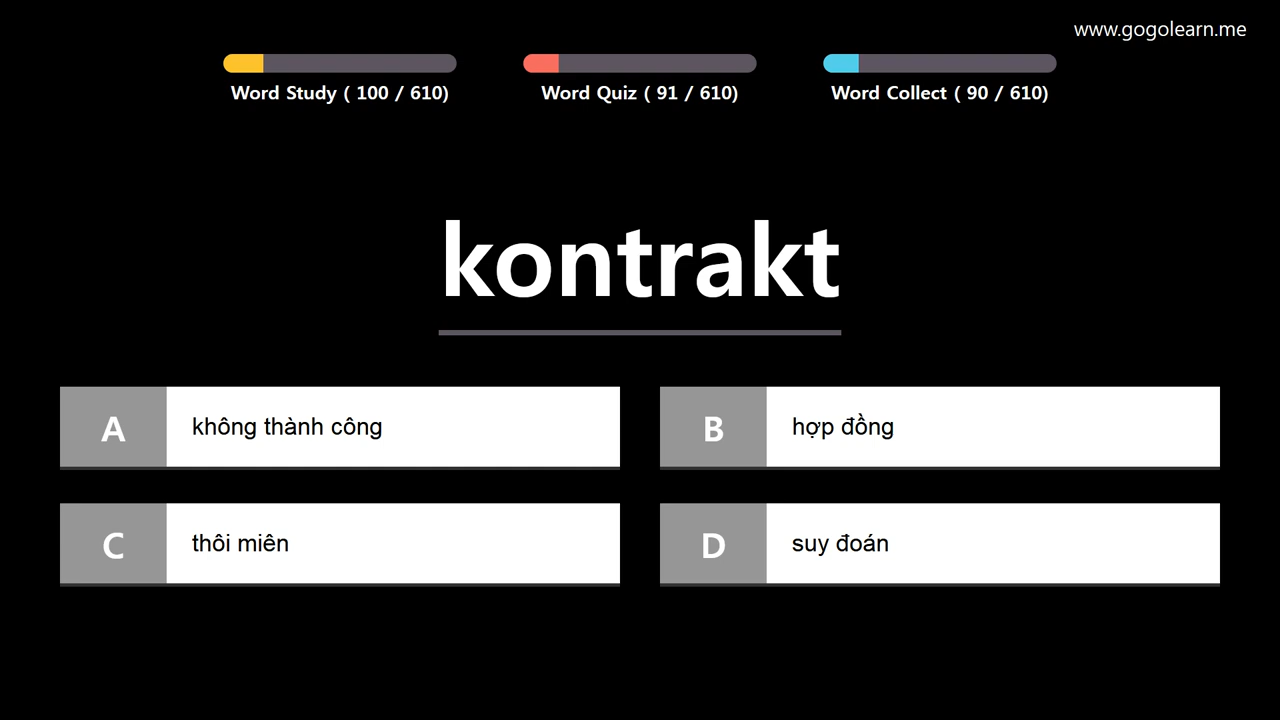 www.gogolearn.me
Word Study ( 100 / 610)
Word Quiz ( 91 / 610)
Word Collect ( 90 / 610)
kontrakt
A không thành công
B hợp đồng
C thôi miên
D suy đoán